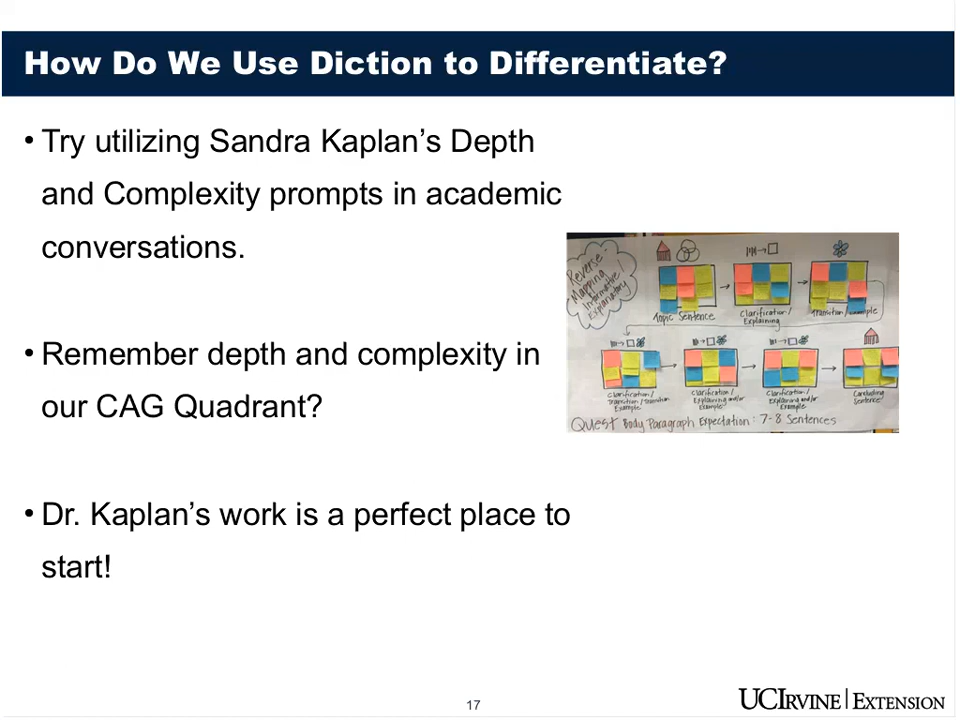 How Do We Use Diction to Differentiate?
• Try utilizing Sandra Kaplan’s Depth
and Complexity prompts in academic
conversations.
• Remember depth and complexity in
our CAG Quadrant?
• Dr. Kaplan’s work is a perfect place to
start!
Reverse
Mapping
Informative/
Explanatory
Topic Sentence
Clarification/
Explaining
Transition/Example
Clarification/
Transition/Transition
Example
Clarification/
Explaining and/or
Example
Clarification/
Explaining and/or
Example
Concluding
Sentence
Quest Body Paragraph Expectation: 7-8 Sentences
17
UCIRVINE | EXTENSION